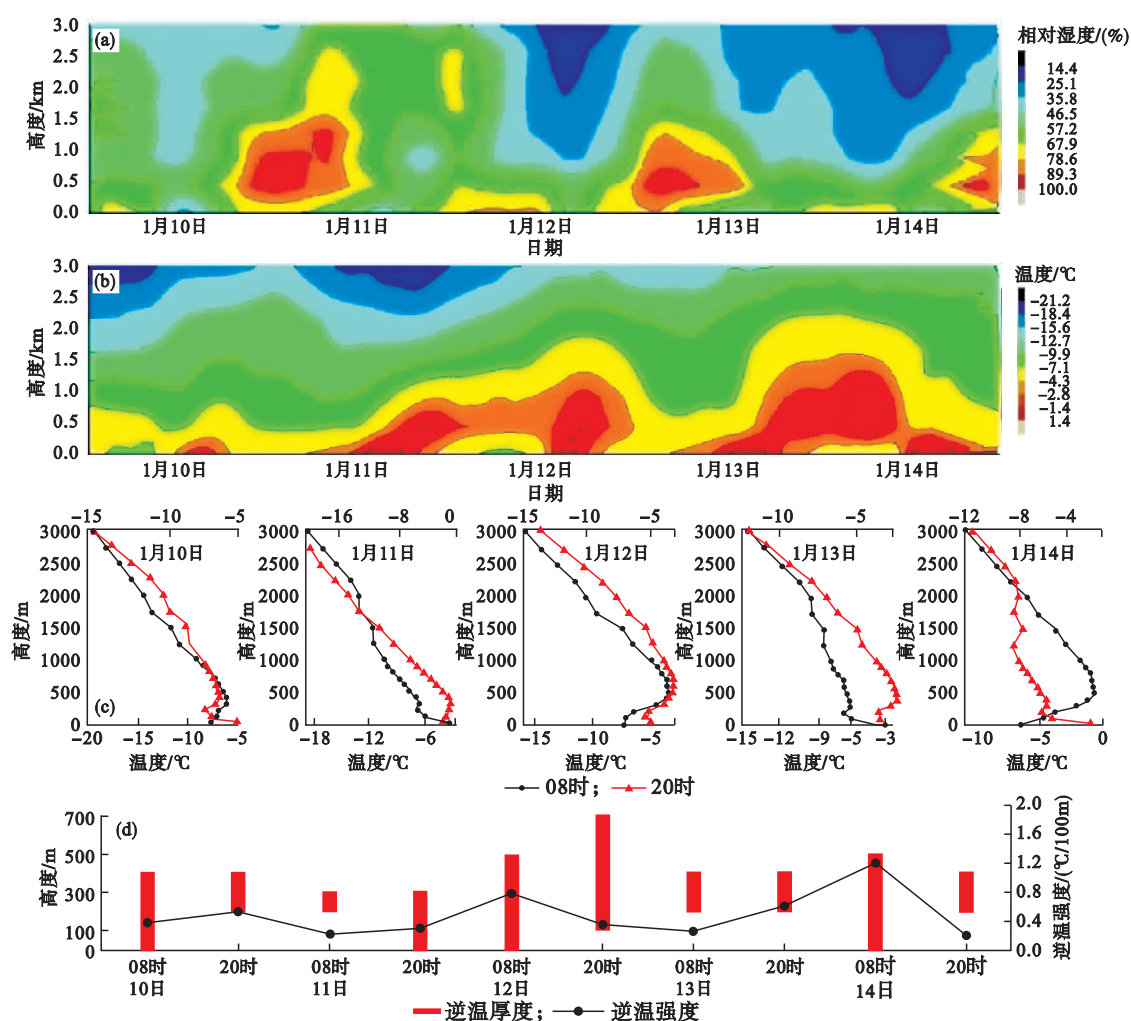 (a)
高度/km
3.0
2.5
2.0
1.5
1.0
0.5
0.0
1月10日 1月11日 1月12日 1月13日 1月14日
日期
相对湿度/(%)
14.4
25.1
35.8
46.5
57.2
67.9
78.6
89.3
100.0
(b)
高度/km
3.0
2.5
2.0
1.5
1.0
0.5
0.0
1月10日 1月11日 1月12日 1月13日 1月14日
日期
温度/℃
−21.2
−18.4
−15.6
−12.7
−9.9
−7.1
−4.3
−2.8
−1.4
1.4
(c)
−15 −10 −5
1月10日
高度/m
3000
2500
2000
1500
1000
500
0
−20 −15 −10 −5
温度/℃
−16 −8 0
1月11日
高度/m
3000
2500
2000
1500
1000
500
0
−18 −12 −6
温度/℃
−15 −10 −5
1月12日
高度/m
3000
2500
2000
1500
1000
500
0
−15 −10 −5
温度/℃
−12 −8 −4
1月13日
高度/m
3000
2500
2000
1500
1000
500
0
−15 −12 −9 −6 −3
温度/℃
−12 −8 −4 0
1月14日
高度/m
3000
2500
2000
1500
1000
500
0
−10 −5 0
温度/℃
08时； 20时
(d)
高度/m
700
500
300
100
0
2.0
1.6
1.2
0.8
0.4
0.0
逆温强度/(℃/100m)
08时 20时 08时 20时 08时 20时 08时 20时 08时 20时
10日 11日 12日 13日 14日
逆温厚度； 逆温强度